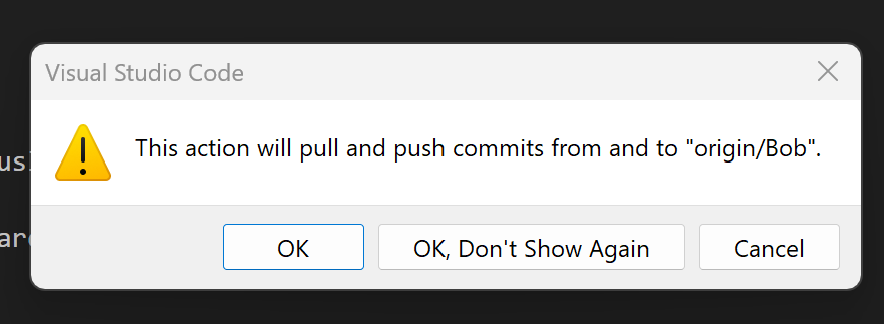 Visual Studio Code
This action will pull and push commits from and to "origin/Bob".
OK
OK, Don't Show Again
Cancel